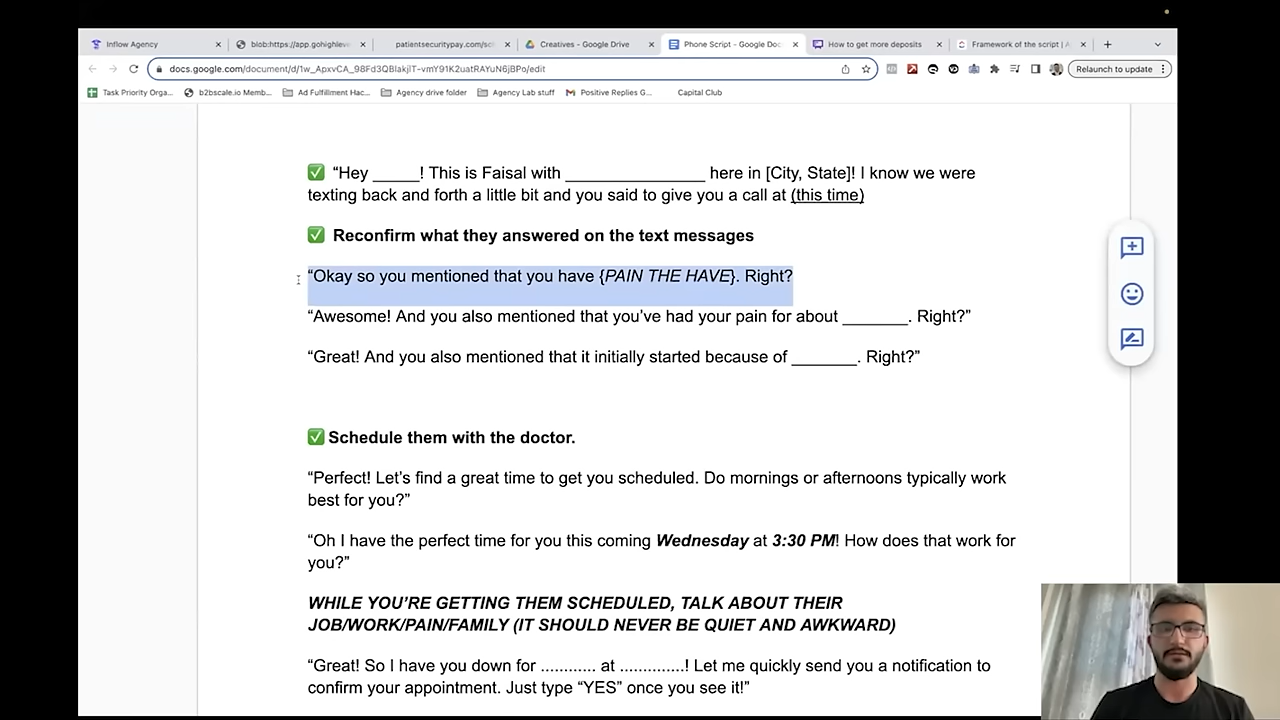 Inflow Agency
blob:https://app.gohighleve
patientsecuritypay.com/sc
Creatives - Google Drive
Phone Script - Google Doc
How to get more deposits
Framework of the script | A
docs.google.com/document/d/1w_ApxvCA_98Fd3QBlakjIT-vmY91K2uatRAYuN6jBPo/edit
Relaunch to update
Task Priority Orga...
b2bscale.io Memb...
Ad Fulfillment Hac...
Agency drive folder
Agency Lab stuff
Positive Replies G...
Capital Club
✅ “Hey _____! This is Faisal with _______________ here in [City, State]! I know we were
texting back and forth a little bit and you said to give you a call at (this time)
✅ Reconfirm what they answered on the text messages
“Okay so you mentioned that you have {PAIN THE HAVE}. Right?
“Awesome! And you also mentioned that you’ve had your pain for about _______. Right?”
“Great! And you also mentioned that it initially started because of _______. Right?”
✅Schedule them with the doctor.
“Perfect! Let’s find a great time to get you scheduled. Do mornings or afternoons typically work
best for you?”
“Oh I have the perfect time for you this coming Wednesday at 3:30 PM! How does that work for
you?”
WHILE YOU’RE GETTING THEM SCHEDULED, TALK ABOUT THEIR
JOB/WORK/PAIN/FAMILY (IT SHOULD NEVER BE QUIET AND AWKWARD)
“Great! So I have you down for ............ at ..............! Let me quickly send you a notification to
confirm your appointment. Just type “YES” once you see it!”